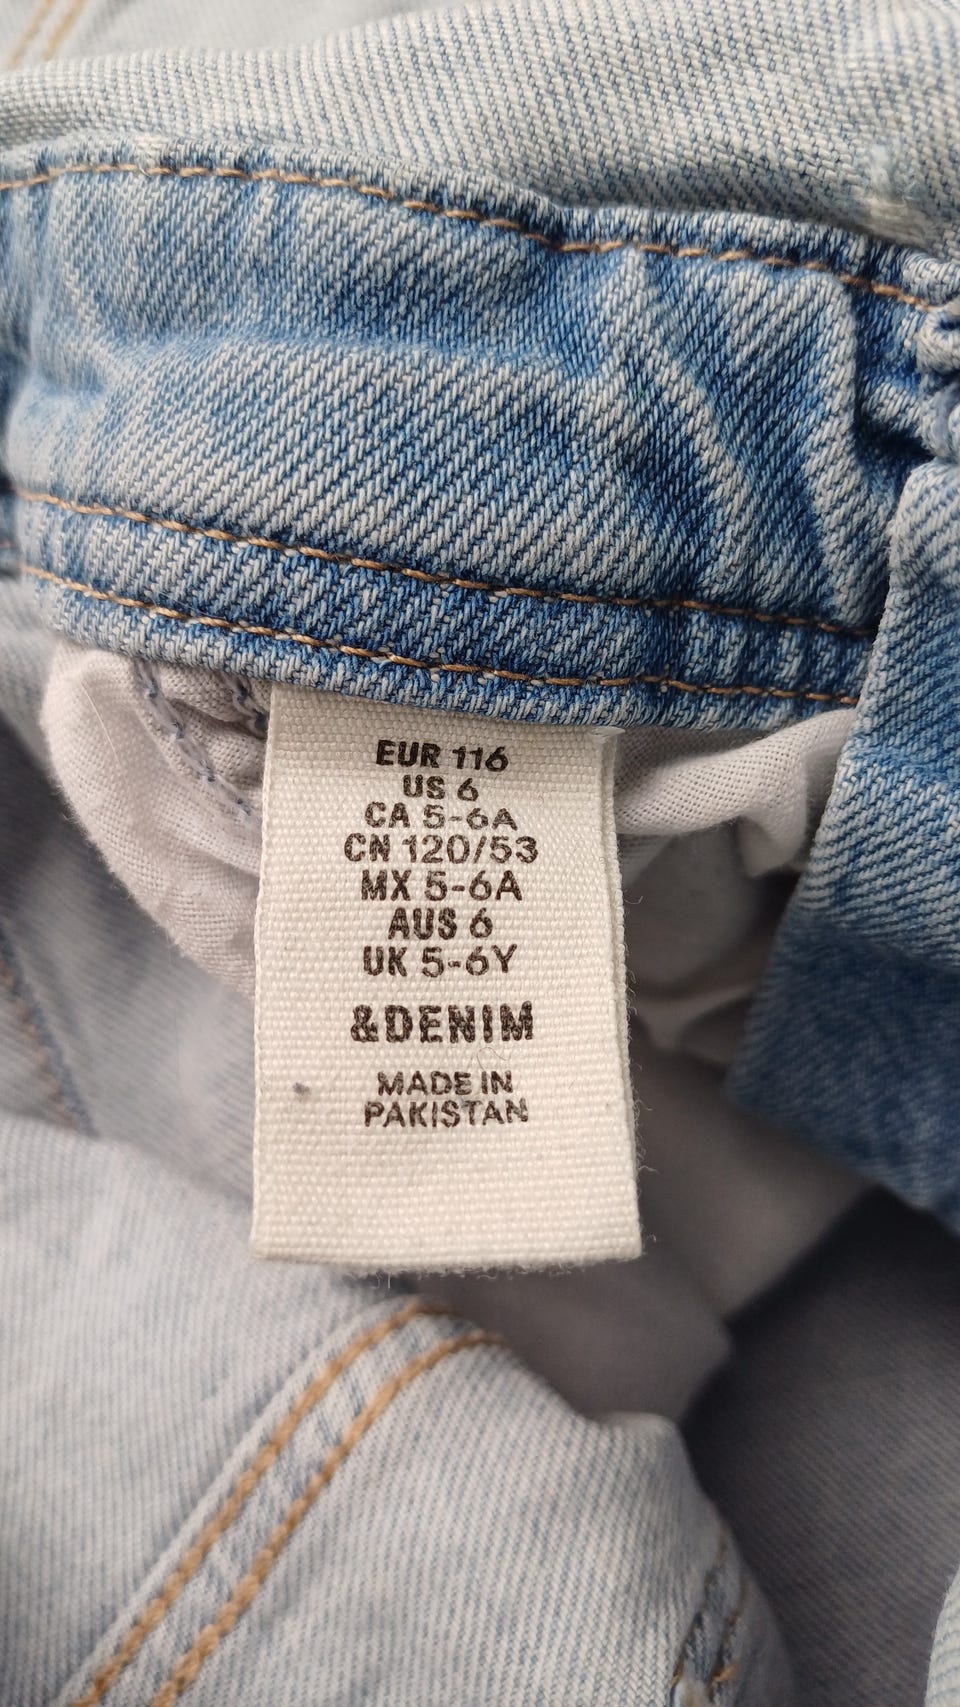 EUR 116
US 6
CA 5-6A
CN 120/53
MX 5-6A
AUS 6
UK 5-6Y
&DENIM
MADE IN
PAKISTAN